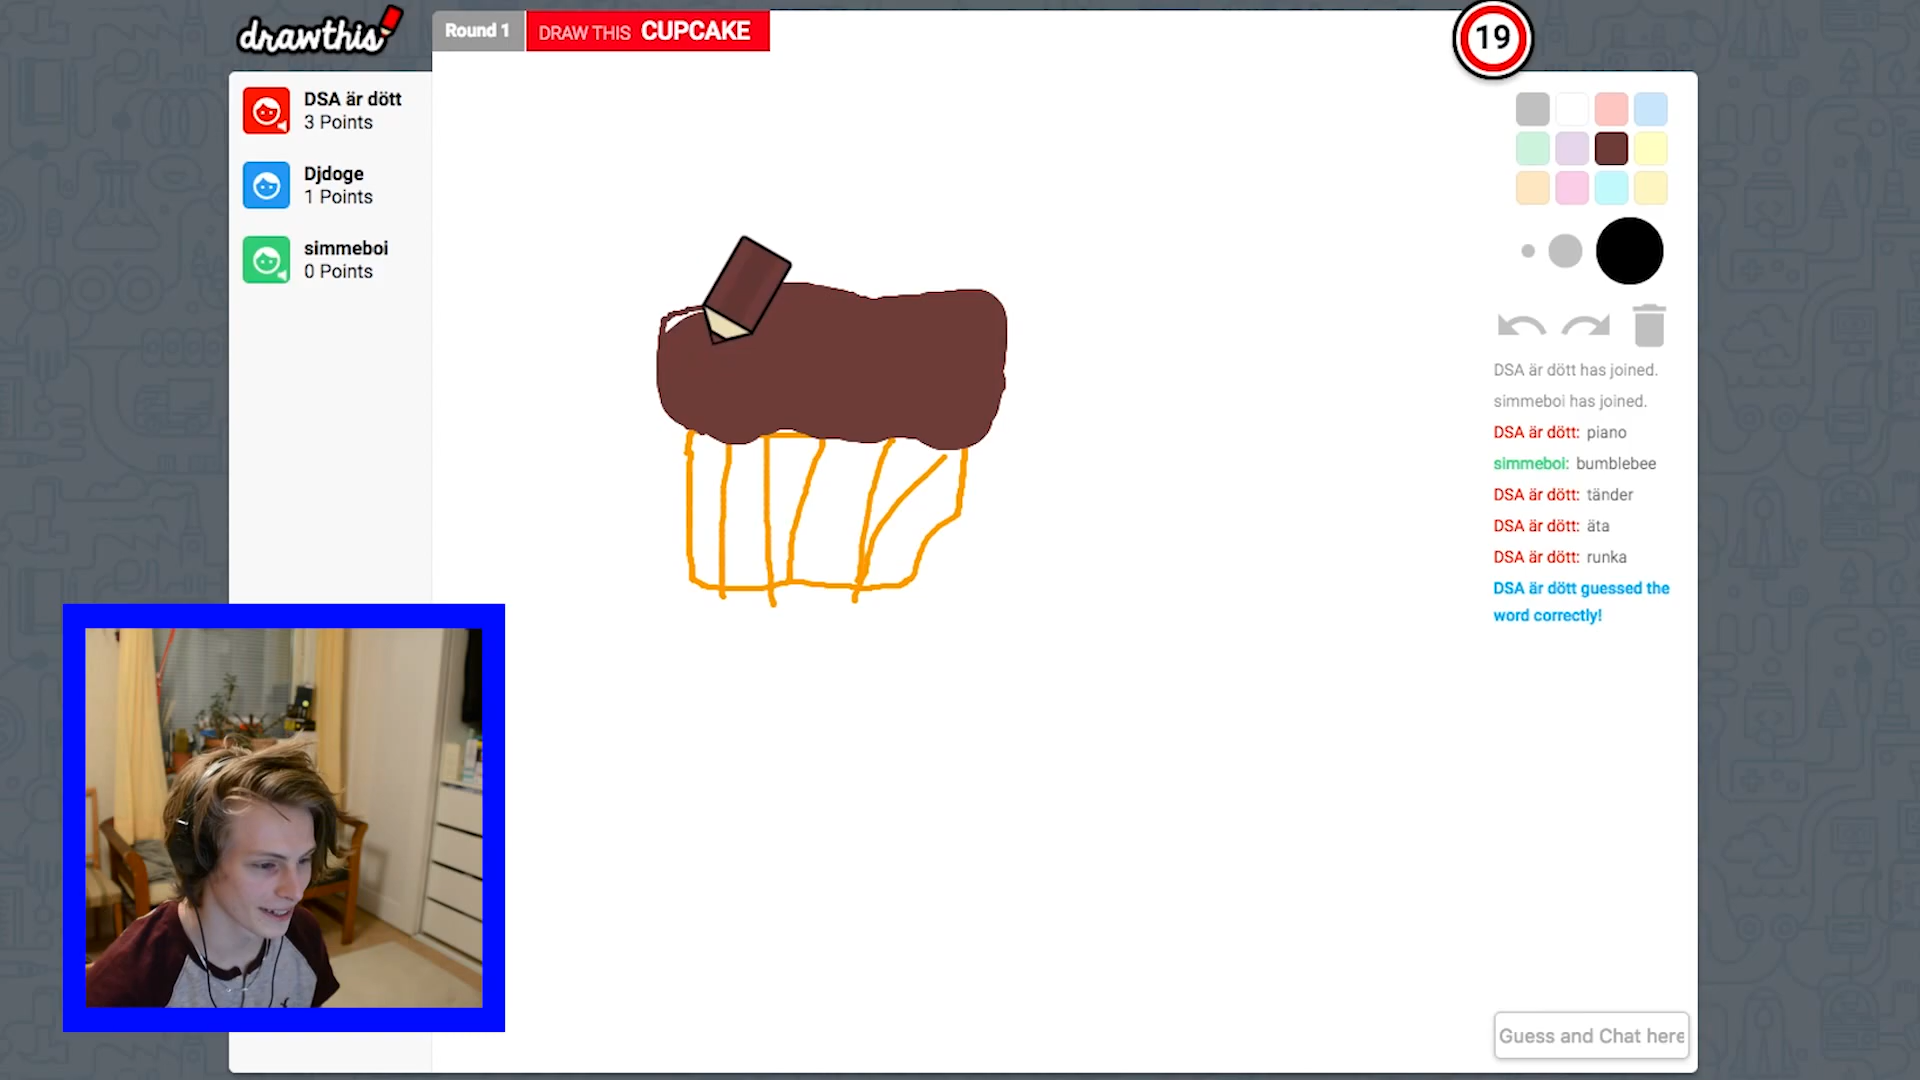 drawthis
Round 1
DRAW THIS CUPCAKE
19
DSA är dött
3 Points
Djdoge
1 Points
simmeboi
0 Points
DSA är dött has joined.
simmeboi has joined.
DSA är dött: piano
simmeboi: bumblebee
DSA är dött: tänder
DSA är dött: äta
DSA är dött: runka
DSA är dött guessed the
word correctly!
Guess and Chat here